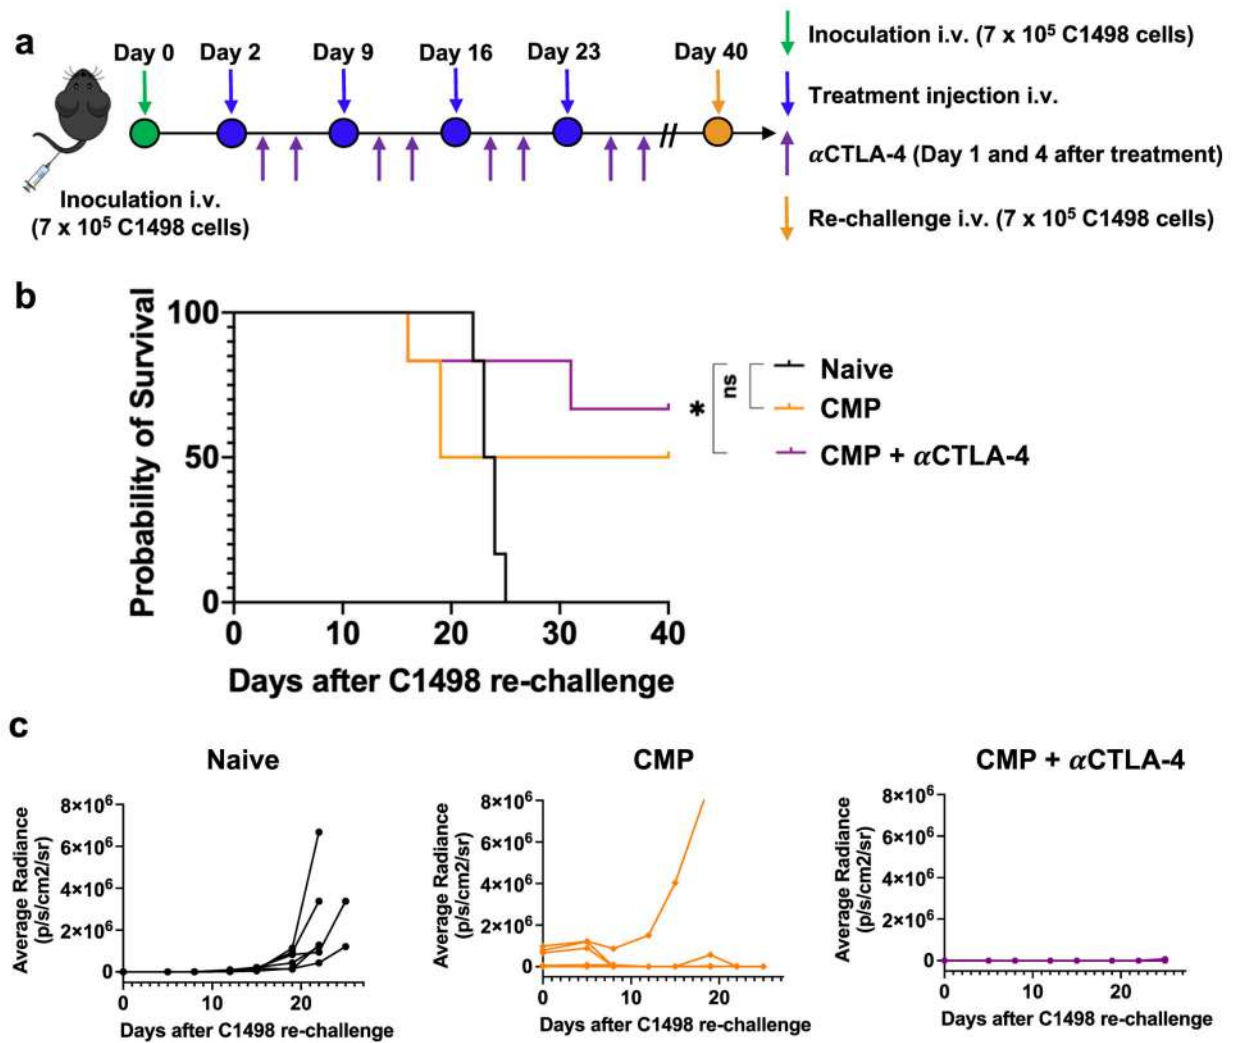 a
Day 0 Day 2 Day 9 Day 16 Day 23 Day 40
Inoculation i.v.
(7 x 10⁵ C1498 cells)
Inoculation i.v. (7 x 10⁵ C1498 cells)
Treatment injection i.v.
αCTLA-4 (Day 1 and 4 after treatment)
Re-challenge i.v. (7 x 10⁵ C1498 cells)
b
Probability of Survival
100
50
0
0 10 20 30 40
Days after C1498 re-challenge
* ns
Naive
CMP
CMP + αCTLA-4
c
Naive
Average Radiance
(p/s/cm2/sr)
8×10⁶
6×10⁶
4×10⁶
2×10⁶
0
0 10 20
Days after C1498 re-challenge
CMP
Average Radiance
(p/s/cm2/sr)
8×10⁶
6×10⁶
4×10⁶
2×10⁶
0
0 10 20
Days after C1498 re-challenge
CMP + αCTLA-4
Average Radiance
(p/s/cm2/sr)
8×10⁶
6×10⁶
4×10⁶
2×10⁶
0
0 10 20
Days after C1498 re-challenge